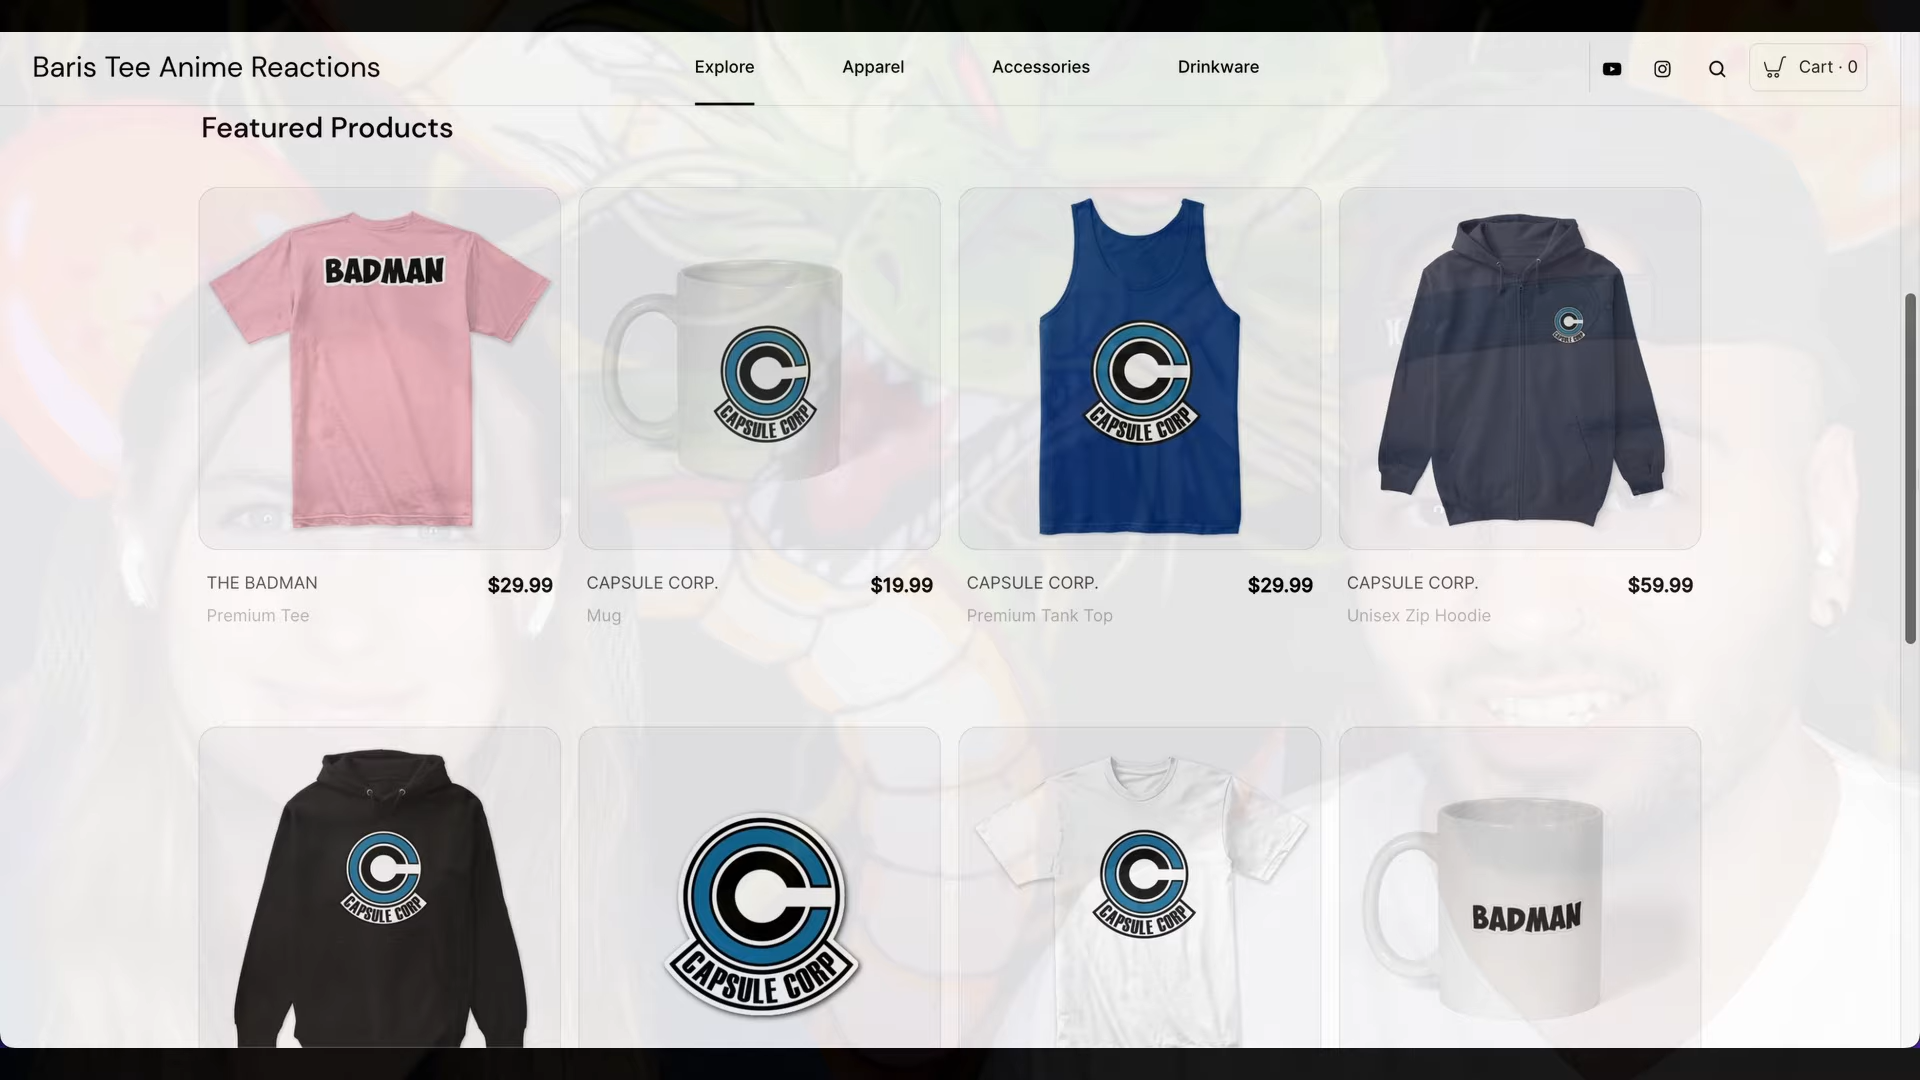 Baris Tee Anime Reactions
Explore
Apparel
Accessories
Drinkware
Cart · 0
Featured Products
BADMAN
CAPSULE CORP
CAPSULE CORP
CAPSULE CORP
THE BADMAN
$29.99
CAPSULE CORP.
$19.99
CAPSULE CORP.
$29.99
CAPSULE CORP.
$59.99
Premium Tee
Mug
Premium Tank Top
Unisex Zip Hoodie
CAPSULE CORP
CAPSULE CORP
CAPSULE CORP
BADMAN